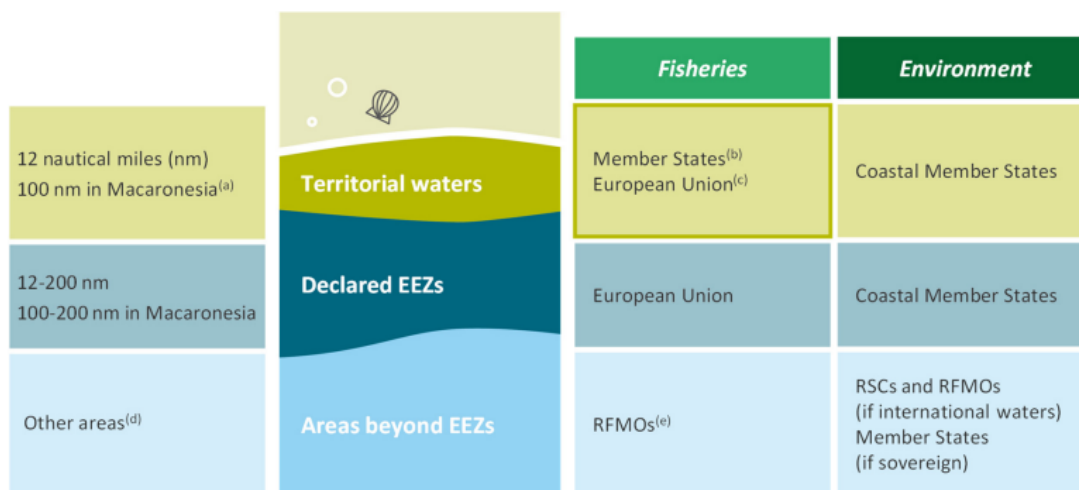 Fisheries
Environment
12 nautical miles (nm)
100 nm in Macaronesia(a)
Territorial waters
Member States(b)
European Union(c)
Coastal Member States
12-200 nm
100-200 nm in Macaronesia
Declared EEZs
European Union
Coastal Member States
Other areas(d)
Areas beyond EEZs
RFMOs(e)
RSCs and RFMOs
(if international waters)
Member States
(if sovereign)